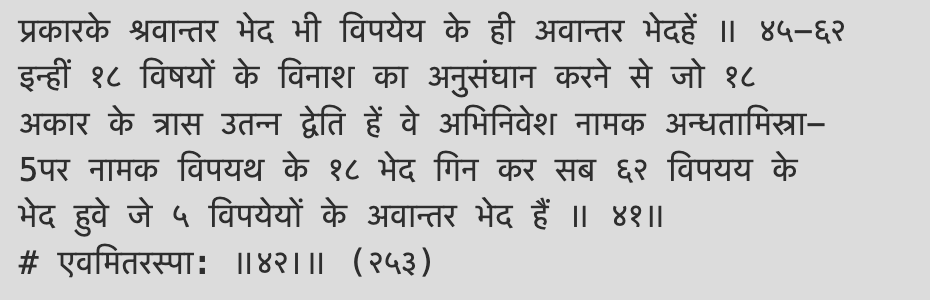 प्रकारके श्रवान्तर भेद भी विपयेय के ही अवान्तर भेदहें ॥ ४५–६२
इन्हीं १८ विषयों के विनाश का अनुसंघान करने से जो १८
अकार के त्रास उतन्न द्वेति हें वे अभिनिवेश नामक अन्धतामिस्रा–
5पर नामक विपयथ के १८ भेद गिन कर सब ६२ विपयय के
भेद हुवे जे ५ विपयेयों के अवान्तर भेद हैं ॥ ४१॥
# एवमितरस्पा: ॥४२।॥ (२५३)